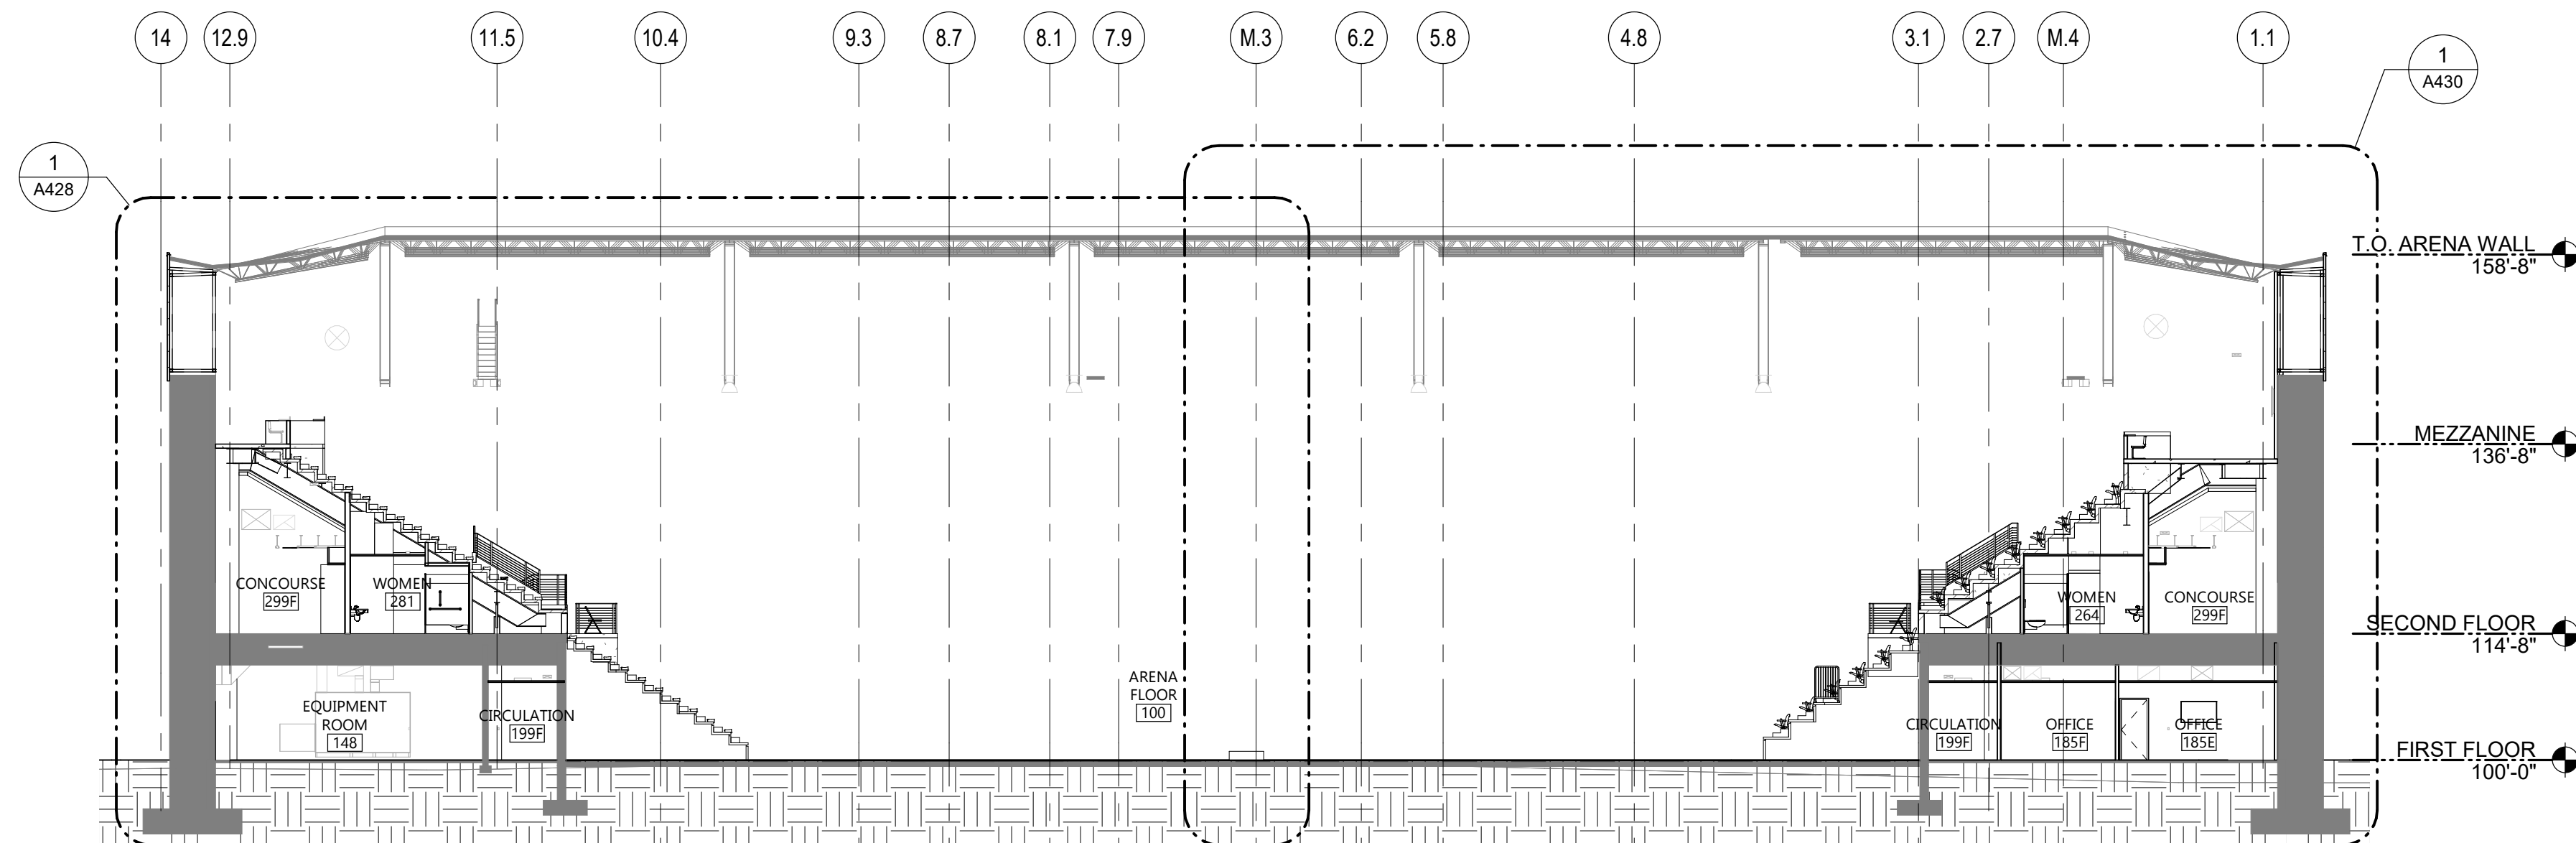 14
12.9
11.5
10.4
9.3
8.7
8.1
7.9
M.3
6.2
5.8
4.8
3.1
2.7
M.4
1.1
1
A430
1
A428
T.O. ARENA WALL
158'-8"
MEZZANINE
136'-8"
CONCOURSE
299F
WOMEN
281
WOMEN
264
CONCOURSE
299F
SECOND FLOOR
114'-8"
EQUIPMENT
ROOM
148
CIRCULATION
199F
ARENA
FLOOR
100
CIRCULATION
199F
OFFICE
185F
OFFICE
185E
FIRST FLOOR
100'-0"